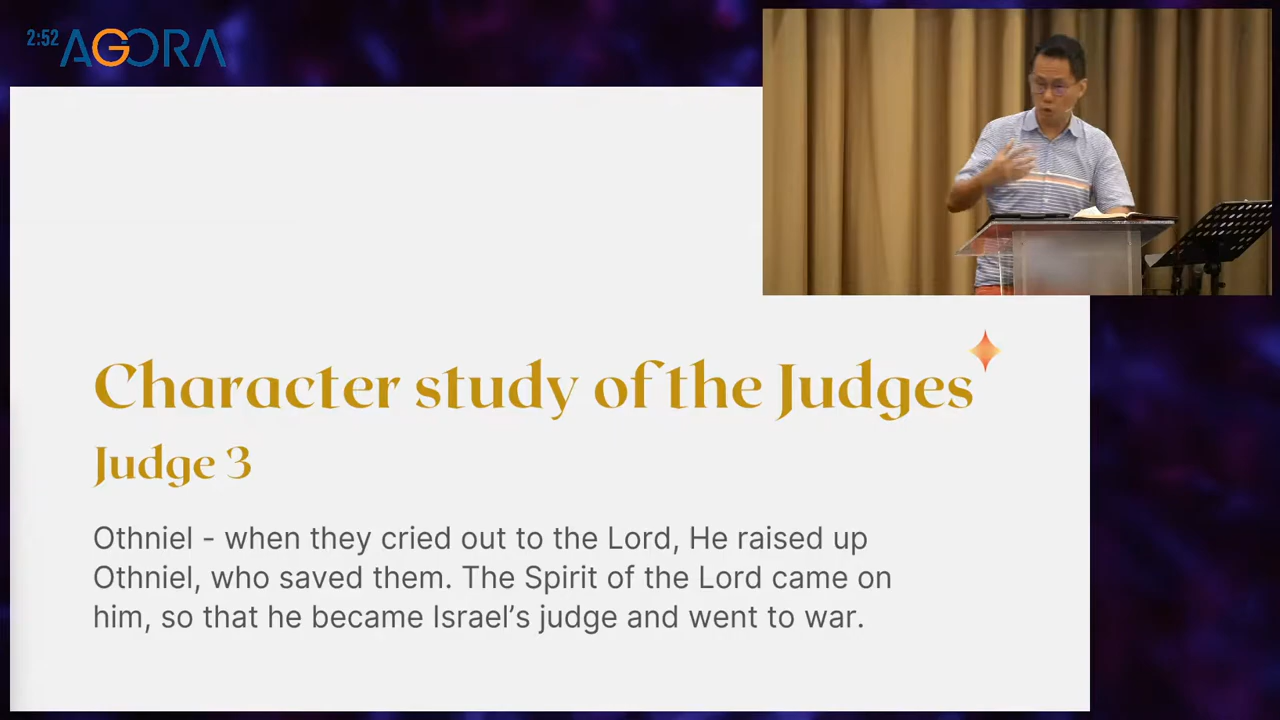 2:52 AGORA
Character study of the Judges
Judge 3
Othniel - when they cried out to the Lord, He raised up
Othniel, who saved them. The Spirit of the Lord came on
him, so that he became Israel’s judge and went to war.